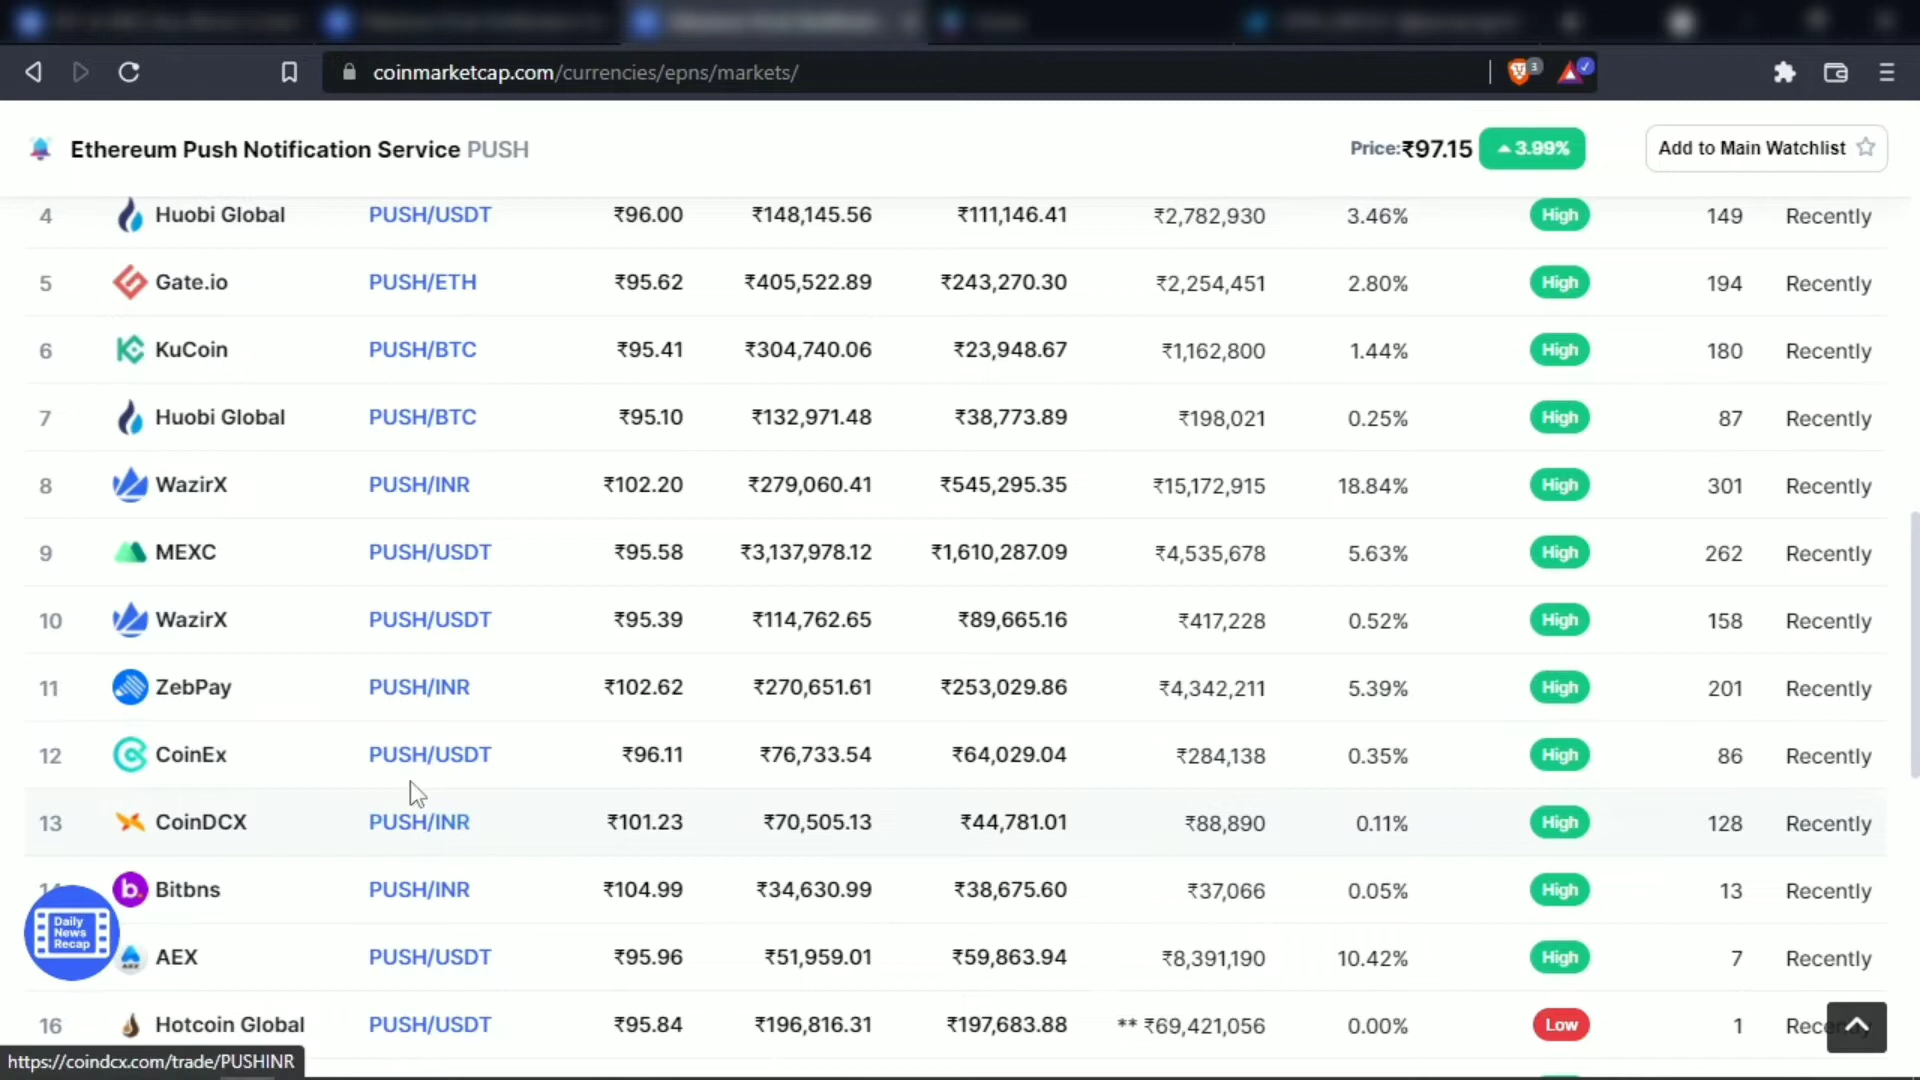 coinmarketcap.com/currencies/epns/markets/
3
Ethereum Push Notification Service PUSH
Price:₹97.15 3.99%
Add to Main Watchlist
4 Huobi Global PUSH/USDT ₹96.00 ₹148,145.56 ₹111,146.41 ₹2,782,930 3.46% High 149 Recently
5 Gate.io PUSH/ETH ₹95.62 ₹405,522.89 ₹243,270.30 ₹2,254,451 2.80% High 194 Recently
6 KuCoin PUSH/BTC ₹95.41 ₹304,740.06 ₹23,948.67 ₹1,162,800 1.44% High 180 Recently
7 Huobi Global PUSH/BTC ₹95.10 ₹132,971.48 ₹38,773.89 ₹198,021 0.25% High 87 Recently
8 WazirX PUSH/INR ₹102.20 ₹279,060.41 ₹545,295.35 ₹15,172,915 18.84% High 301 Recently
9 MEXC PUSH/USDT ₹95.58 ₹3,137,978.12 ₹1,610,287.09 ₹4,535,678 5.63% High 262 Recently
10 WazirX PUSH/USDT ₹95.39 ₹114,762.65 ₹89,665.16 ₹417,228 0.52% High 158 Recently
11 ZebPay PUSH/INR ₹102.62 ₹270,651.61 ₹253,029.86 ₹4,342,211 5.39% High 201 Recently
12 CoinEx PUSH/USDT ₹96.11 ₹76,733.54 ₹64,029.04 ₹284,138 0.35% High 86 Recently
13 CoinDCX PUSH/INR ₹101.23 ₹70,505.13 ₹44,781.01 ₹88,890 0.11% High 128 Recently
14 b. Bitbns PUSH/INR ₹104.99 ₹34,630.99 ₹38,675.60 ₹37,066 0.05% High 13 Recently
Daily
News
Recap
AEX PUSH/USDT ₹95.96 ₹51,959.01 ₹59,863.94 ₹8,391,190 10.42% High 7 Recently
16 Hotcoin Global PUSH/USDT ₹95.84 ₹196,816.31 ₹197,683.88 ** ₹69,421,056 0.00% Low 1
https://coindcx.com/trade/PUSHINR